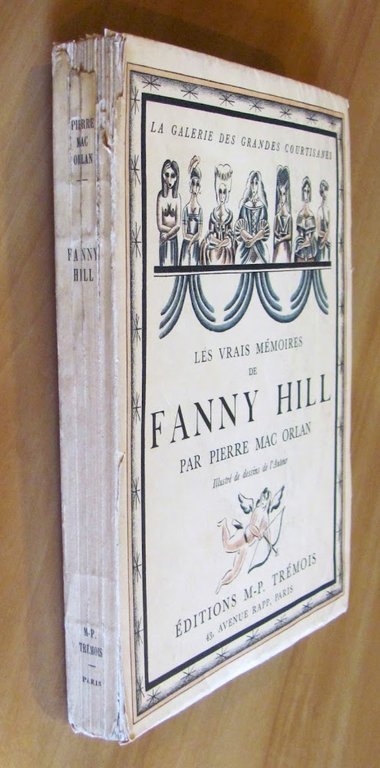 PIERRE
MAC
ORLAN
FANNY
HILL
M-P.
TRÉMOIS
PARIS
LA GALERIE DES GRANDES COURTISANES
LES VRAIS MÉMOIRES
DE
FANNY HILL
PAR PIERRE MAC ORLAN
Illustré de dessins de l'Auteur
ÉDITIONS M-P. TRÉMOIS
43, AVENUE RAPP, PARIS